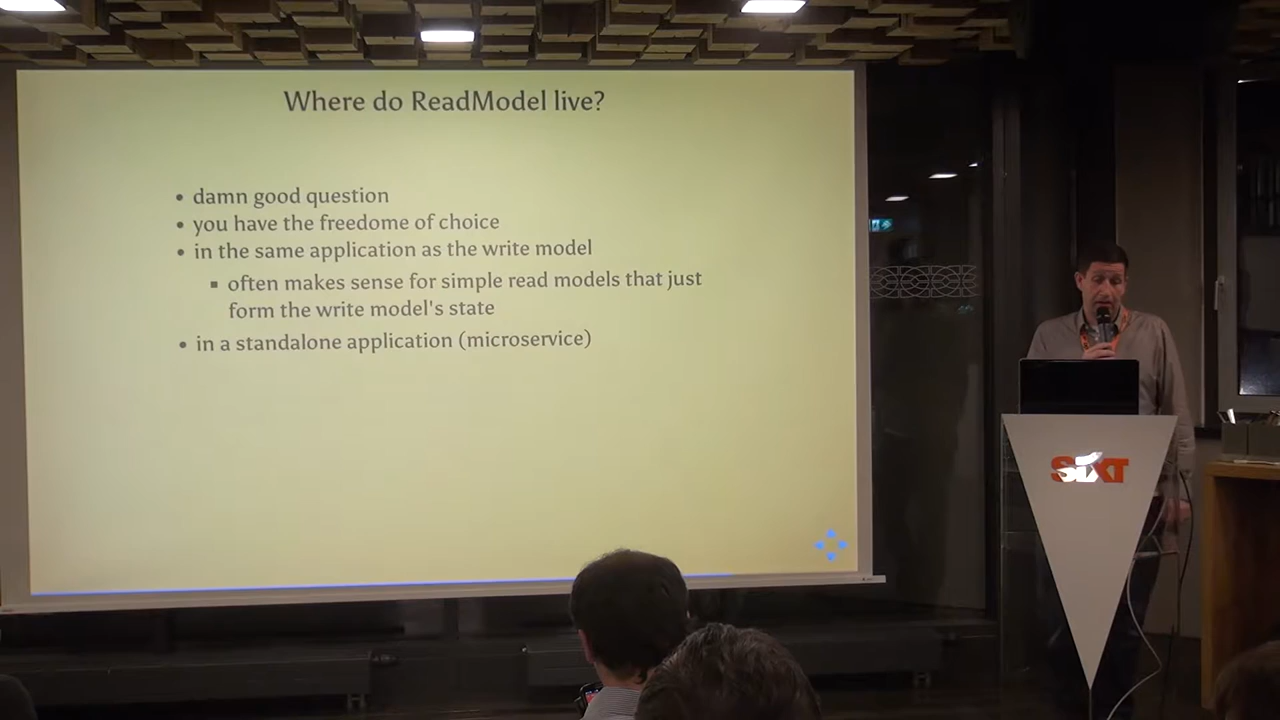 Where do ReadModel live?
• damn good question
• you have the freedome of choice
• in the same application as the write model
▪ often makes sense for simple read models that just
form the write model's state
• in a standalone application (microservice)
SIXT